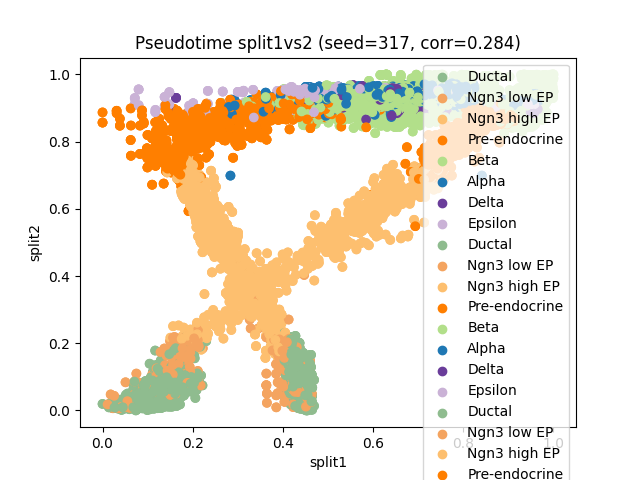 Pseudotime split1vs2 (seed=317, corr=0.284)
1.0
0.8
0.6
0.4
0.2
0.0
split2
0.0
0.2
0.4
0.6
0.8
1.0
split1
Ductal
Ngn3 low EP
Ngn3 high EP
Pre-endocrine
Beta
Alpha
Delta
Epsilon
Ductal
Ngn3 low EP
Ngn3 high EP
Pre-endocrine
Beta
Alpha
Delta
Epsilon
Ductal
Ngn3 low EP
Ngn3 high EP
Pre-endocrine